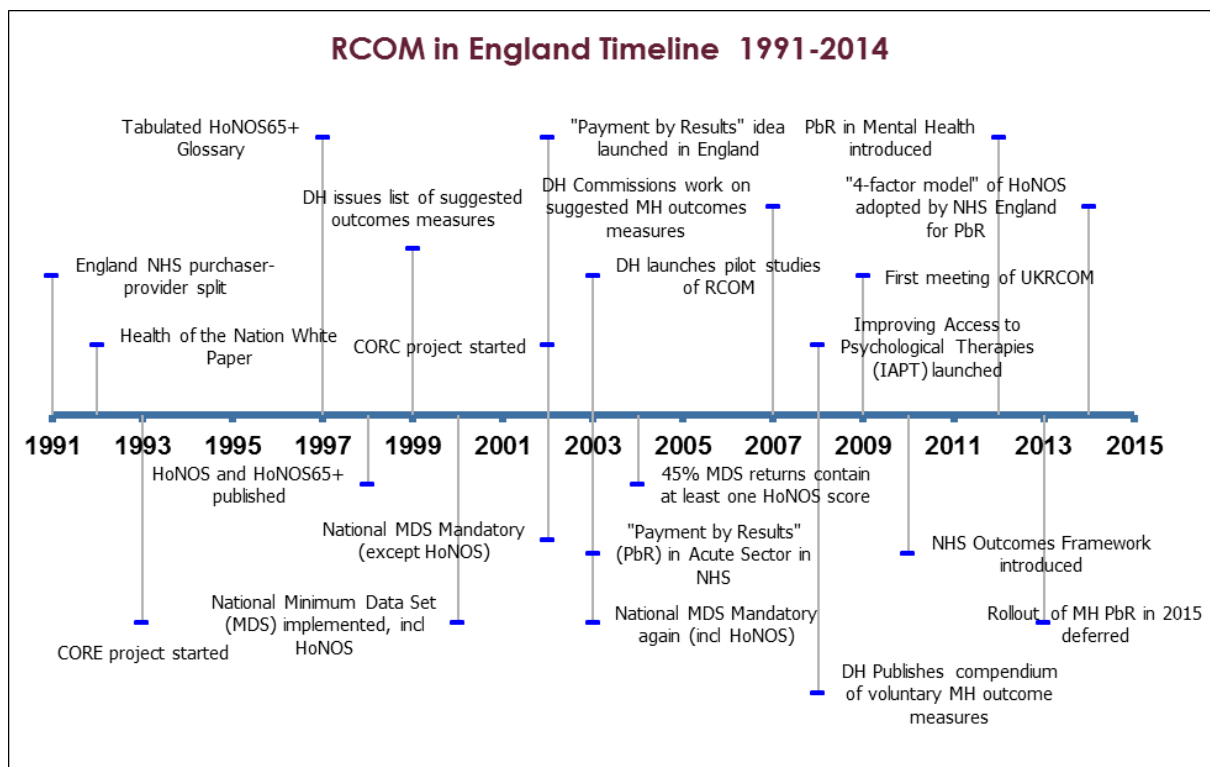 RCOM in England Timeline 1991-2014
Tabulated HoNOS65+
Glossary
"Payment by Results" idea
launched in England
PbR in Mental Health
introduced
DH issues list of suggested
outcomes measures
DH Commissions work on
suggested MH outcomes
measures
"4-factor model" of HoNOS
adopted by NHS England
for PbR
England NHS purchaser-
provider split
DH launches pilot studies
of RCOM
First meeting of UKRCOM
Health of the Nation White
Paper
CORC project started
Improving Access to
Psychological Therapies
(IAPT) launched
1991 1993 1995 1997 1999 2001 2003 2005 2007 2009 2011 2013 2015
HoNOS and HoNOS65+
published
45% MDS returns contain
at least one HoNOS score
National MDS Mandatory
(except HoNOS)
"Payment by Results"
(PbR) in Acute Sector in
NHS
NHS Outcomes Framework
introduced
CORE project started
National Minimum Data Set
(MDS) implemented, incl
HoNOS
National MDS Mandatory
again (incl HoNOS)
Rollout of MH PbR in 2015
deferred
DH Publishes compendium
of voluntary MH outcome
measures